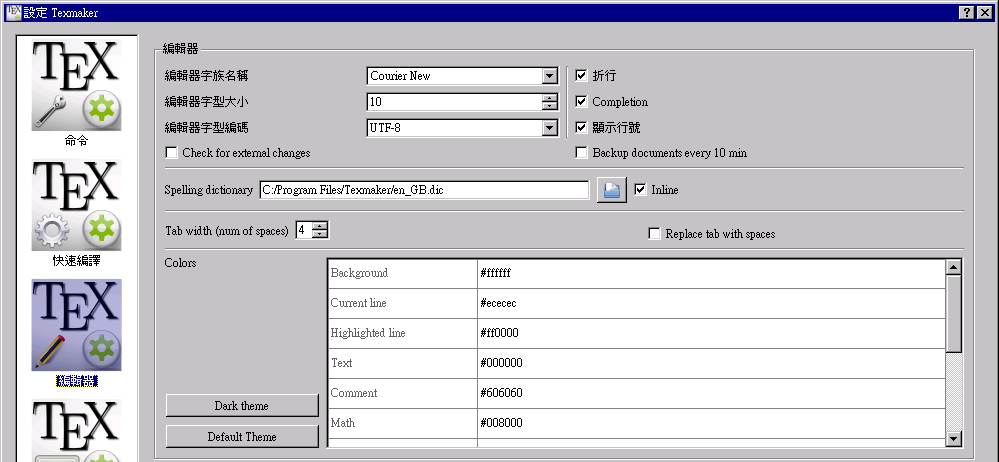 設定 Texmaker
TEX
命令
TEX
快速編譯
TEX
編輯器
TEX
編輯器
編輯器字族名稱 Courier New 折行
編輯器字型大小 10 Completion
編輯器字型編碼 UTF-8 顯示行號
Check for external changes Backup documents every 10 min
Spelling dictionary C:/Program Files/Texmaker/en_GB.dic Inline
Tab width (num of spaces) 4 Replace tab with spaces
Colors
Background #ffffff
Current line #ececec
Highlighted line #ff0000
Text #000000
Comment #606060
Math #008000
Dark theme
Default Theme